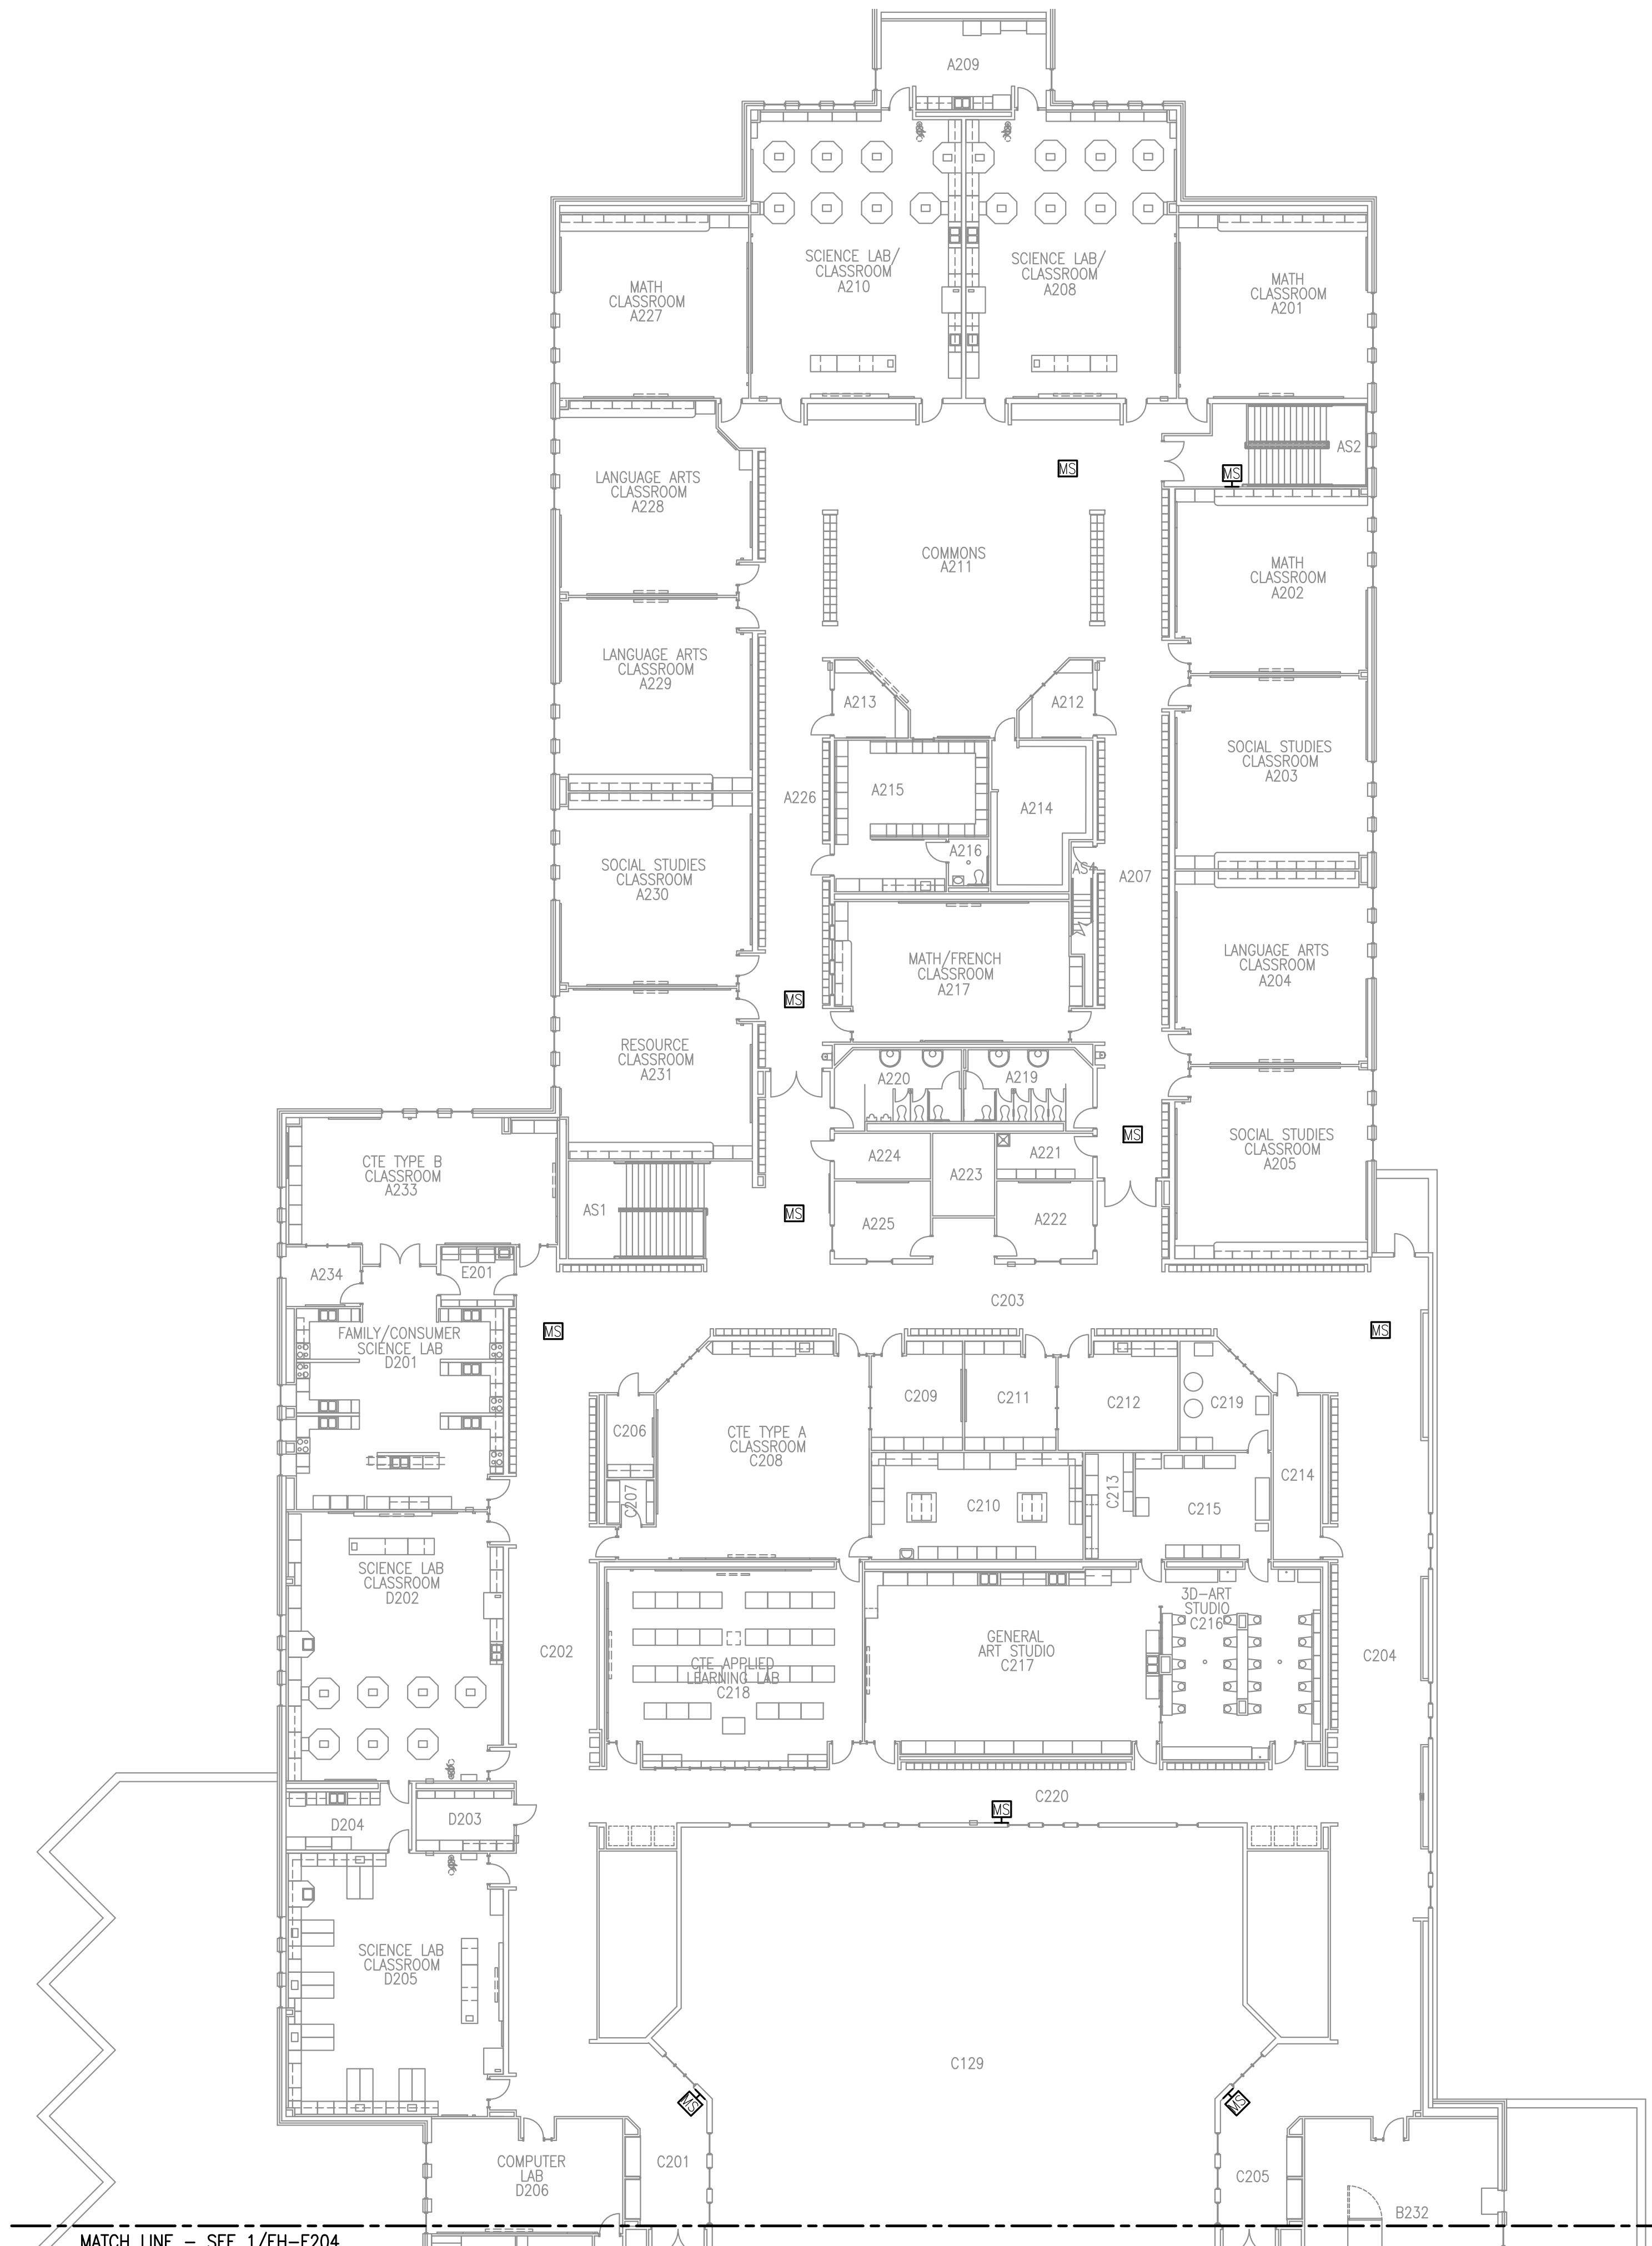 A209
SCIENCE LAB/
CLASSROOM
A210
SCIENCE LAB/
CLASSROOM
A208
MATH
CLASSROOM
A227
MATH
CLASSROOM
A201
AS2
MS
MS
LANGUAGE ARTS
CLASSROOM
A228
COMMONS
A211
MATH
CLASSROOM
A202
LANGUAGE ARTS
CLASSROOM
A229
A213
A212
SOCIAL STUDIES
CLASSROOM
A203
A226
A215
A214
A216
AS4
A207
SOCIAL STUDIES
CLASSROOM
A230
MATH/FRENCH
CLASSROOM
A217
LANGUAGE ARTS
CLASSROOM
A204
MS
RESOURCE
CLASSROOM
A231
A220
A219
MS
SOCIAL STUDIES
CLASSROOM
A205
CTE TYPE B
CLASSROOM
A233
A224
A223
A221
AS1
MS
A225
A222
A234
E201
C203
FAMILY/CONSUMER
SCIENCE LAB
D201
MS
MS
C206
CTE TYPE A
CLASSROOM
C208
C209
C211
C212
C219
C207
C210
C213
C215
C214
SCIENCE LAB
CLASSROOM
D202
C202
CTE APPLIED
LEARNING LAB
C218
GENERAL
ART STUDIO
C217
3D-ART
STUDIO
C216
C204
C220
MS
D204
D203
SCIENCE LAB
CLASSROOM
D205
C129
MS
MS
COMPUTER
LAB
D206
C201
C205
B232
MATCH LINE - SEE 1/EH-E204